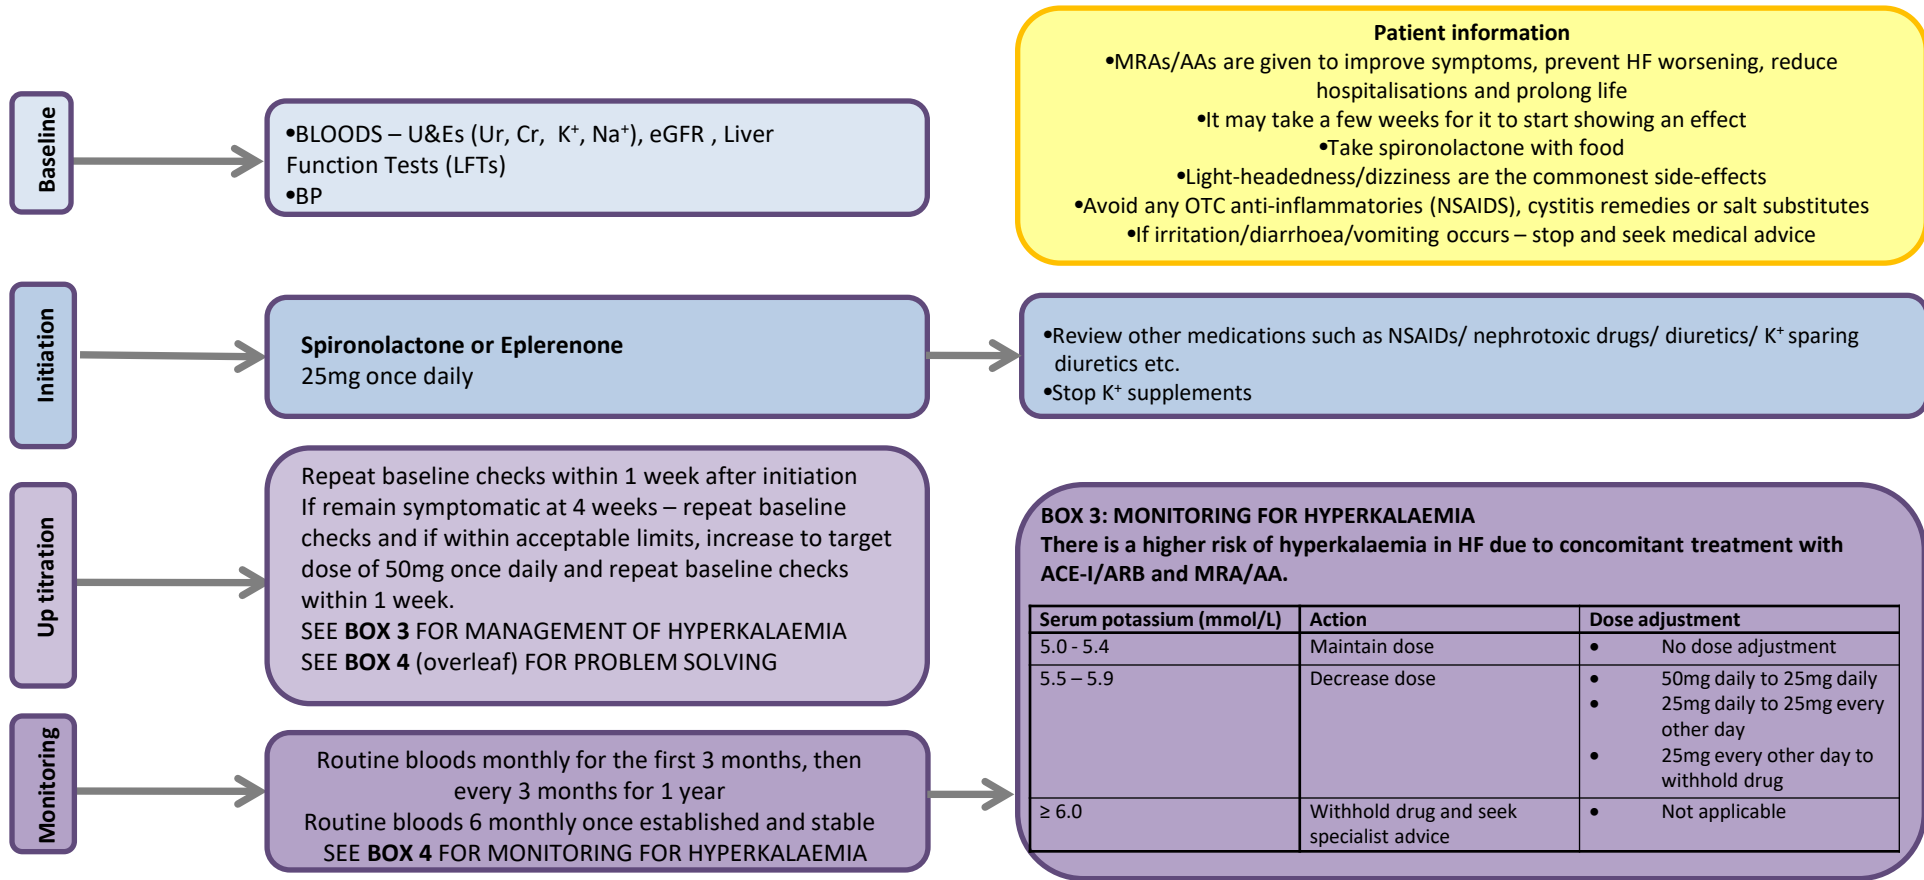 Patient information
•MRAs/AAs are given to improve symptoms, prevent HF worsening, reduce
hospitalisations and prolong life
•It may take a few weeks for it to start showing an effect
•Take spironolactone with food
•Light-headedness/dizziness are the commonest side-effects
•Avoid any OTC anti-inflammatories (NSAIDS), cystitis remedies or salt substitutes
•If irritation/diarrhoea/vomiting occurs – stop and seek medical advice
Baseline
•BLOODS – U&Es (Ur, Cr, K⁺, Na⁺), eGFR , Liver
Function Tests (LFTs)
•BP
Initiation
Spironolactone or Eplerenone
25mg once daily
•Review other medications such as NSAIDs/ nephrotoxic drugs/ diuretics/ K⁺ sparing
diuretics etc.
•Stop K⁺ supplements
Up titration
Repeat baseline checks within 1 week after initiation
If remain symptomatic at 4 weeks – repeat baseline
checks and if within acceptable limits, increase to target
dose of 50mg once daily and repeat baseline checks
within 1 week.
SEE BOX 3 FOR MANAGEMENT OF HYPERKALAEMIA
SEE BOX 4 (overleaf) FOR PROBLEM SOLVING
Monitoring
Routine bloods monthly for the first 3 months, then
every 3 months for 1 year
Routine bloods 6 monthly once established and stable
SEE BOX 4 FOR MONITORING FOR HYPERKALAEMIA
BOX 3: MONITORING FOR HYPERKALAEMIA
There is a higher risk of hyperkalaemia in HF due to concomitant treatment with
ACE-I/ARB and MRA/AA.
Serum potassium (mmol/L) Action Dose adjustment
5.0 - 5.4 Maintain dose • No dose adjustment
5.5 – 5.9 Decrease dose • 50mg daily to 25mg daily
• 25mg daily to 25mg every
other day
• 25mg every other day to
withhold drug
≥ 6.0 Withhold drug and seek • Not applicable
specialist advice